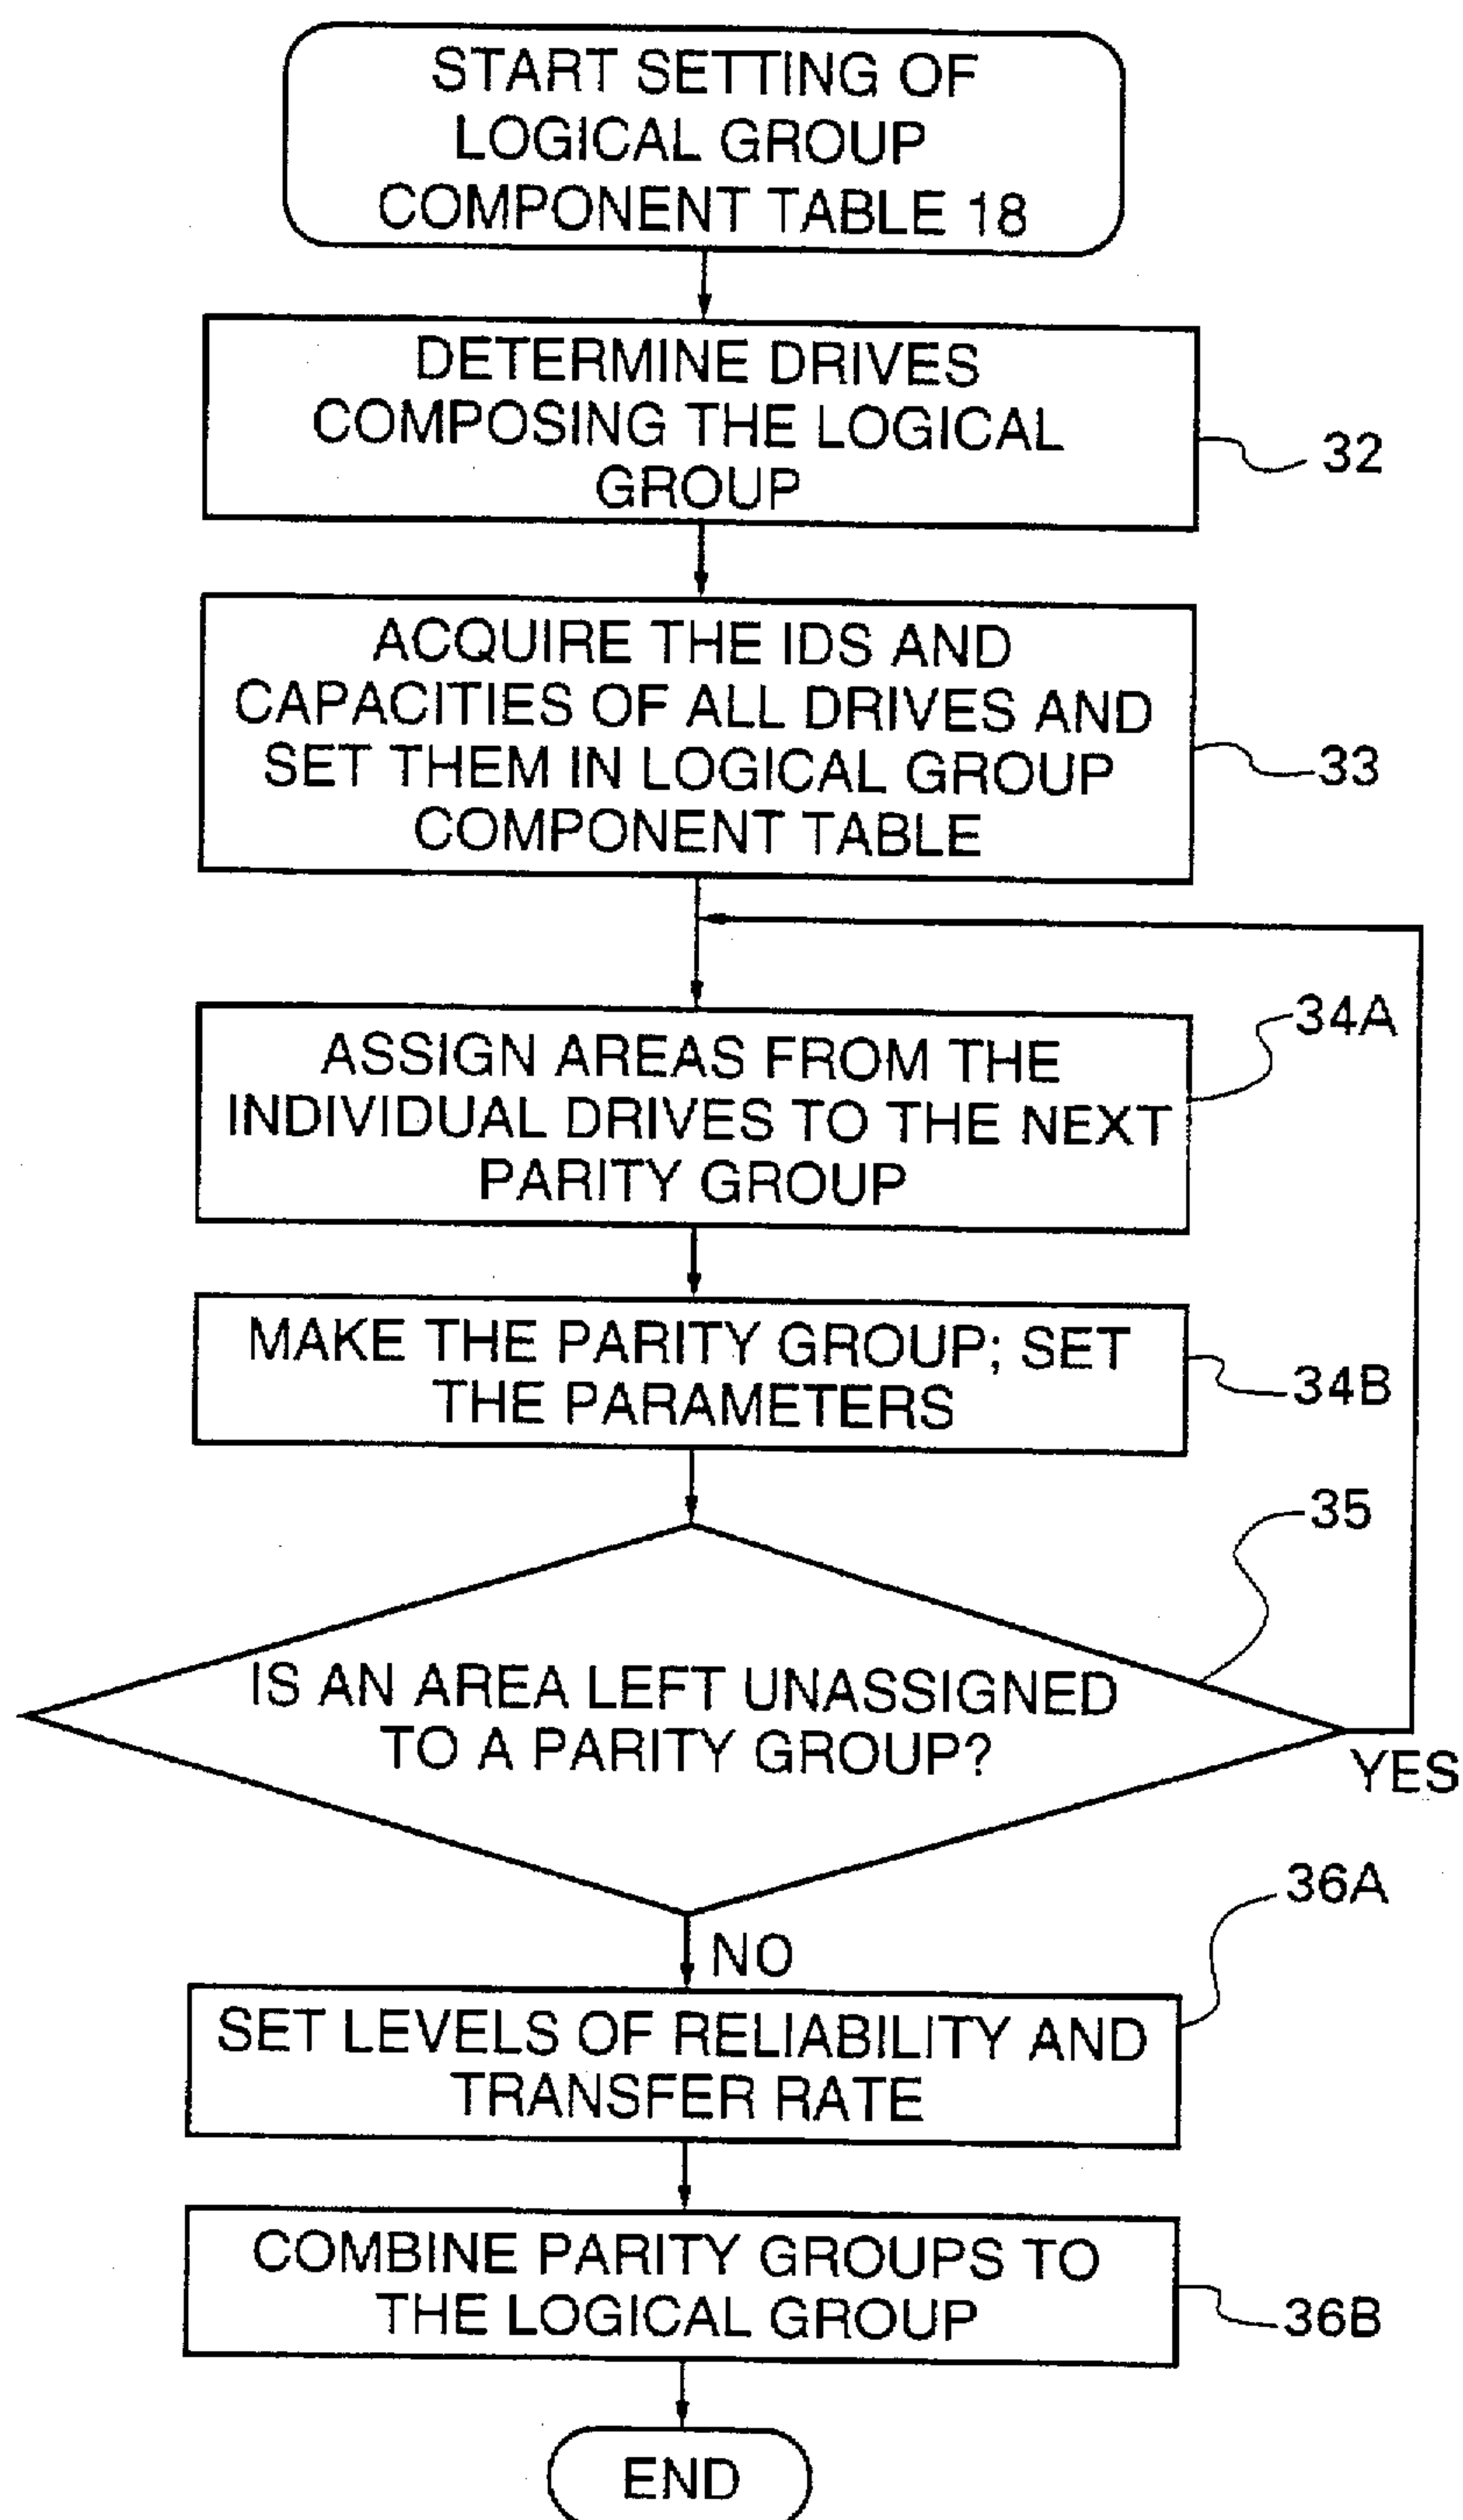 START SETTING OF
LOGICAL GROUP
COMPONENT TABLE 18
DETERMINE DRIVES
COMPOSING THE LOGICAL
GROUP
32
ACQUIRE THE IDS AND
CAPACITIES OF ALL DRIVES AND
SET THEM IN LOGICAL GROUP
COMPONENT TABLE
33
34A
ASSIGN AREAS FROM THE
INDIVIDUAL DRIVES TO THE NEXT
PARITY GROUP
MAKE THE PARITY GROUP; SET
THE PARAMETERS
34B
35
IS AN AREA LEFT UNASSIGNED
TO A PARITY GROUP?
YES
36A
NO
SET LEVELS OF RELIABILITY AND
TRANSFER RATE
COMBINE PARITY GROUPS TO
THE LOGICAL GROUP
36B
END